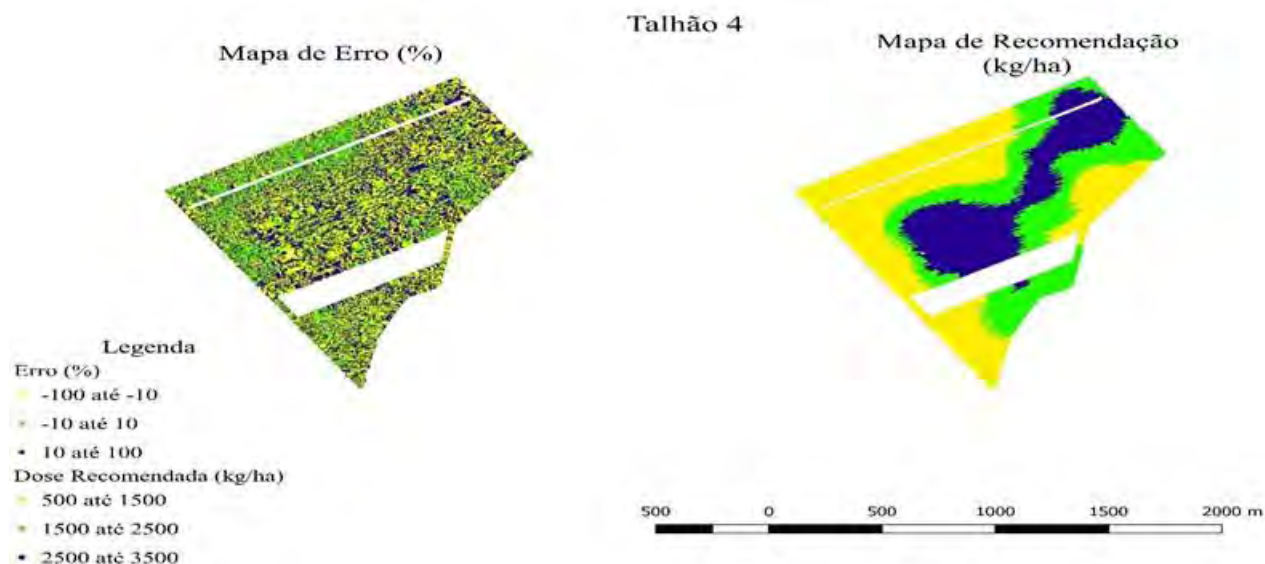 Talhão 4
Mapa de Erro (%)
Mapa de Recomendação
(kg/ha)
Legenda
Erro (%)
-100 até -10
-10 até 10
10 até 100
Dose Recomendada (kg/ha)
500 até 1500
1500 até 2500
2500 até 3500
500 0 500 1000 1500 2000 m